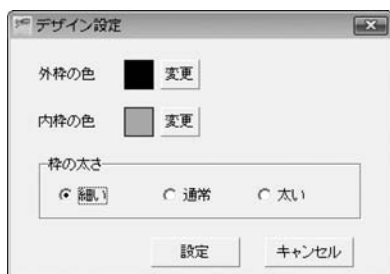 デザイン設定
外枠の色 変更
内枠の色 変更
枠の太さ
細い 通常 太い
設定 キャンセル